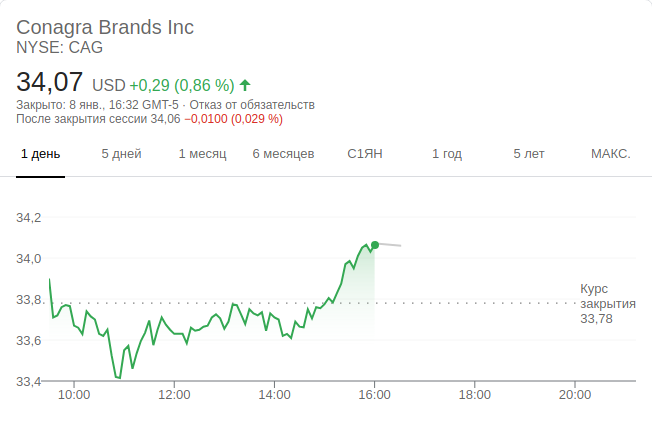 Conagra Brands Inc
NYSE: CAG
34,07 USD +0,29 (0,86 %)
Закрыто: 8 янв., 16:32 GMT-5 · Отказ от обязательств
После закрытия сессии 34,06 −0,0100 (0,029 %)
1 день 5 дней 1 месяц 6 месяцев С1ЯН 1 год 5 лет МАКС.
34,2
34,0
33,8
33,6
33,4
Курс
закрытия
33,78
10:00 12:00 14:00 16:00 18:00 20:00